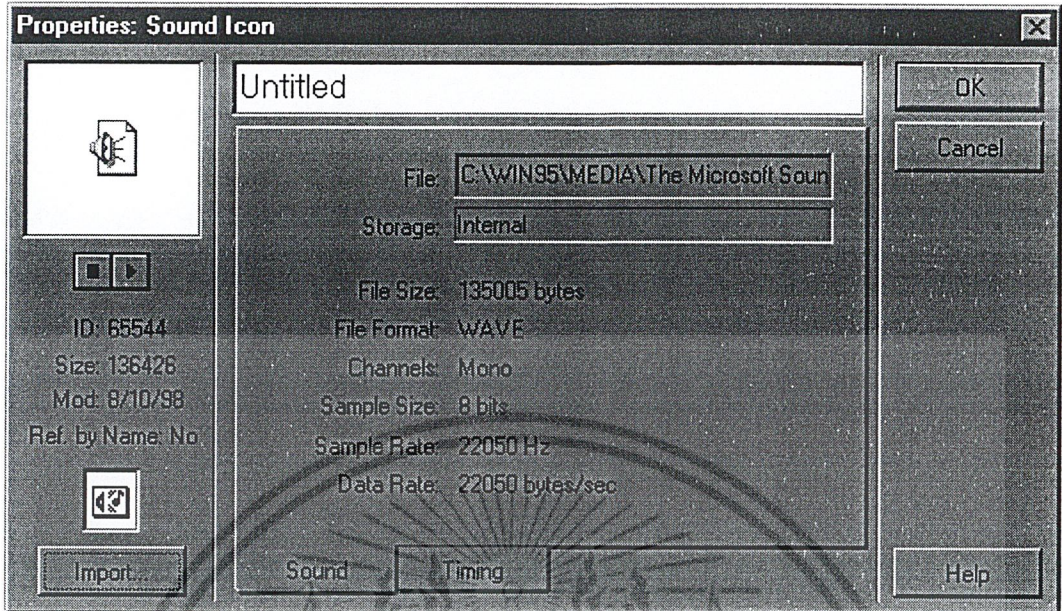 Properties: Sound Icon
Untitled
OK
Cancel
File: C:\WIN95\MEDIA\The Microsoft Soun
Storage: Internal
File Size: 135005 bytes
File Format: WAVE
Channels: Mono
Sample Size: 8 bits
Sample Rate: 22050 Hz
Data Rate: 22050 bytes/sec
ID: 65544
Size: 136426
Mod: 8/10/98
Ref. by Name: No
Import...
Sound
Timing
Help